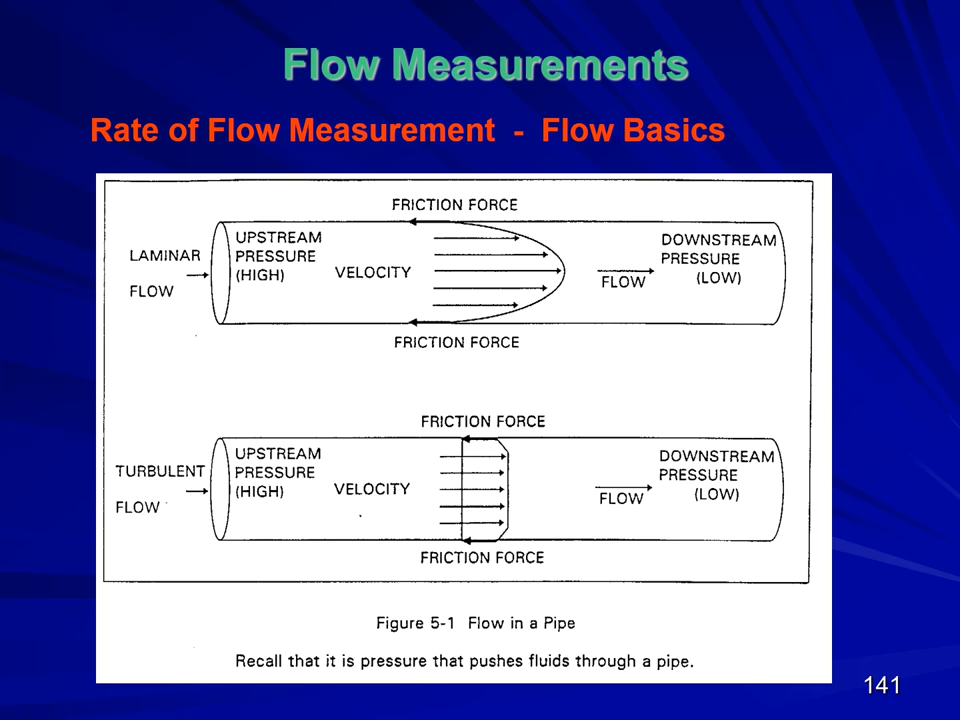 Flow Measurements
Rate of Flow Measurement - Flow Basics
FRICTION FORCE
LAMINAR
FLOW
UPSTREAM
PRESSURE
(HIGH)
VELOCITY
FLOW
DOWNSTREAM
PRESSURE
(LOW)
FRICTION FORCE
FRICTION FORCE
TURBULENT
FLOW
UPSTREAM
PRESSURE
(HIGH)
VELOCITY
FLOW
DOWNSTREAM
PRESSURE
(LOW)
FRICTION FORCE
Figure 5-1 Flow in a Pipe
Recall that it is pressure that pushes fluids through a pipe.
141